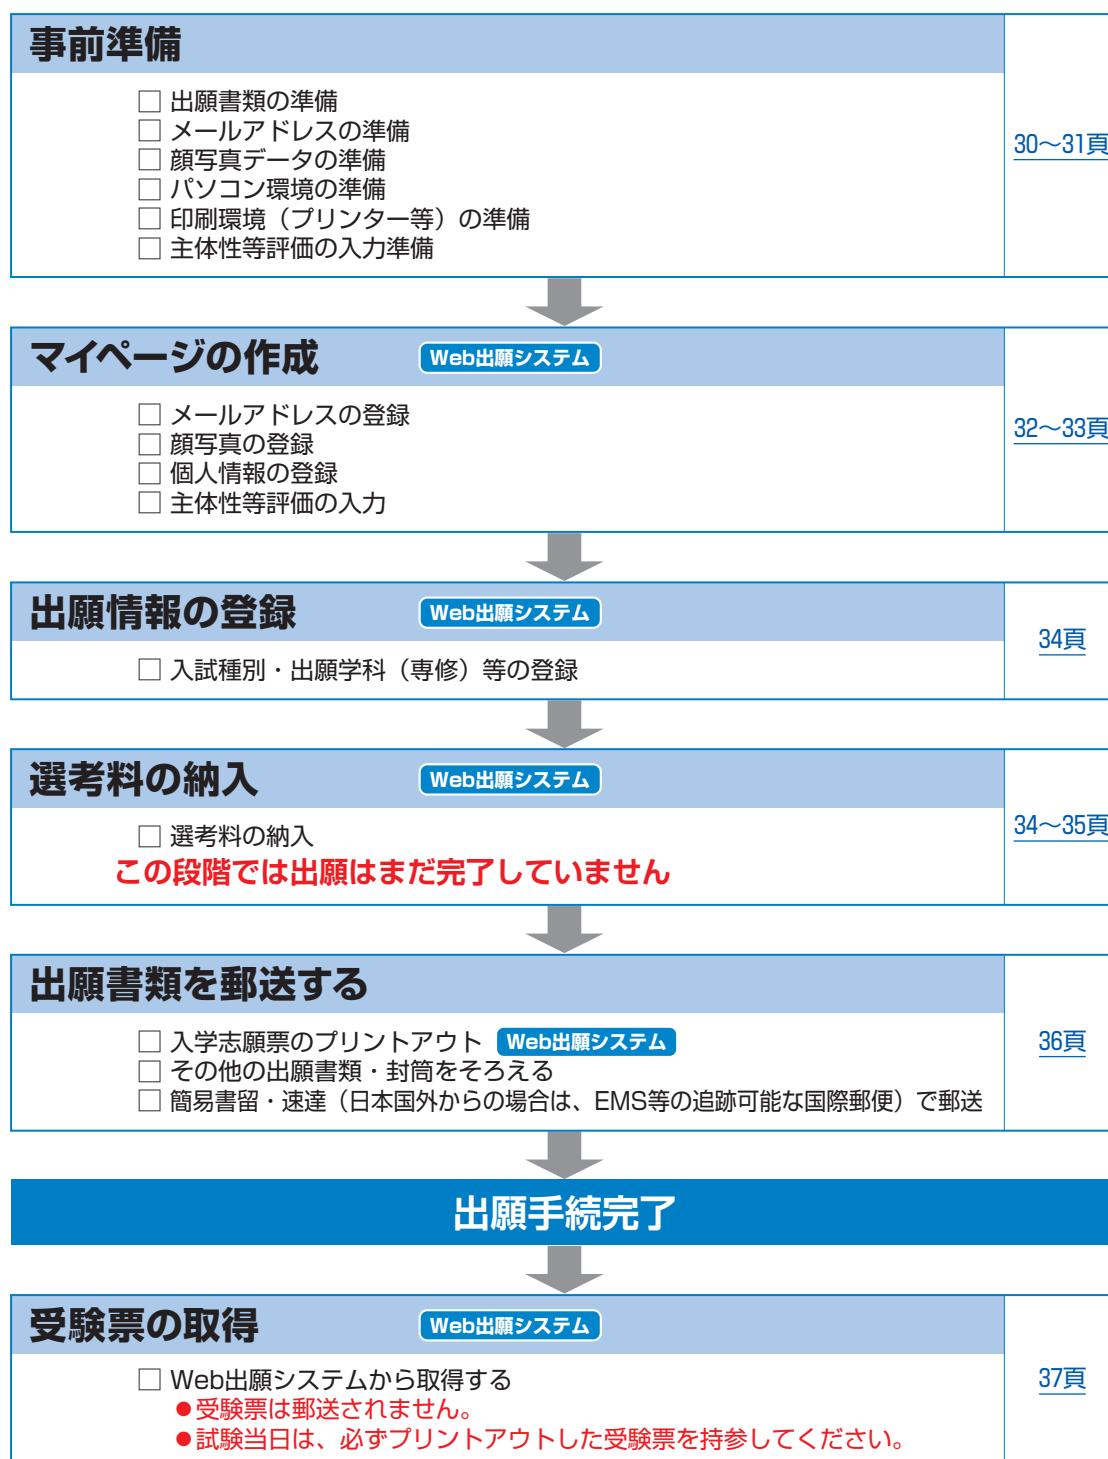 事前準備
□ 出願書類の準備
□ メールアドレスの準備
□ 顔写真データの準備
□ パソコン環境の準備
□ 印刷環境（プリンター等）の準備
□ 主体性等評価の入力準備
30〜31頁
マイページの作成 Web出願システム
□ メールアドレスの登録
□ 顔写真の登録
□ 個人情報の登録
□ 主体性等評価の入力
32〜33頁
出願情報の登録 Web出願システム
□ 入試種別・出願学科（専修）等の登録
34頁
選考料の納入 Web出願システム
□ 選考料の納入
この段階では出願はまだ完了していません
34〜35頁
出願書類を郵送する
□ 入学志願票のプリントアウト Web出願システム
□ その他の出願書類・封筒をそろえる
□ 簡易書留・速達（日本国外からの場合は、EMS等の追跡可能な国際郵便）で郵送
36頁
出願手続完了
受験票の取得 Web出願システム
□ Web出願システムから取得する
●受験票は郵送されません。
●試験当日は、必ずプリントアウトした受験票を持参してください。
37頁